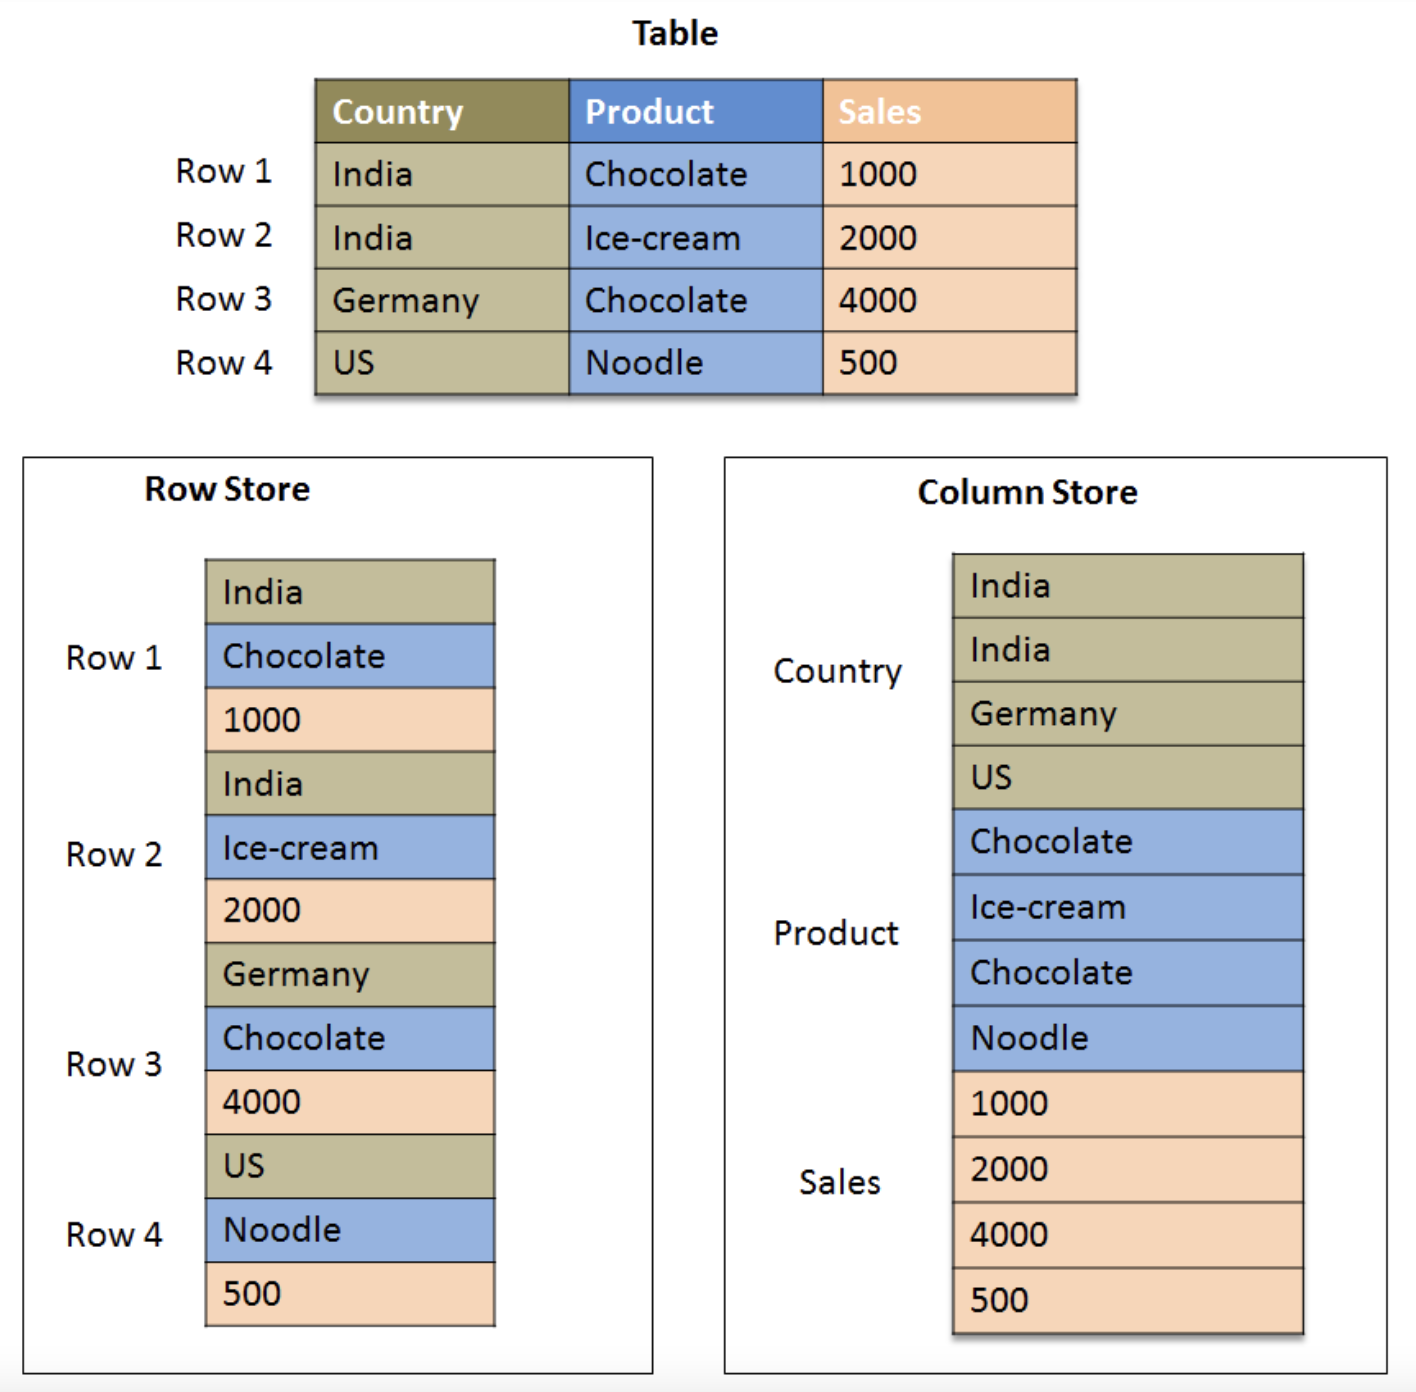 Table
Country Product Sales
Row 1 India Chocolate 1000
Row 2 India Ice-cream 2000
Row 3 Germany Chocolate 4000
Row 4 US Noodle 500
Row Store
India
Row 1 Chocolate
1000
India
Row 2 Ice-cream
2000
Germany
Row 3 Chocolate
4000
US
Row 4 Noodle
500
Column Store
India
Country India
Germany
US
Chocolate
Product Ice-cream
Chocolate
Noodle
1000
Sales 2000
4000
500